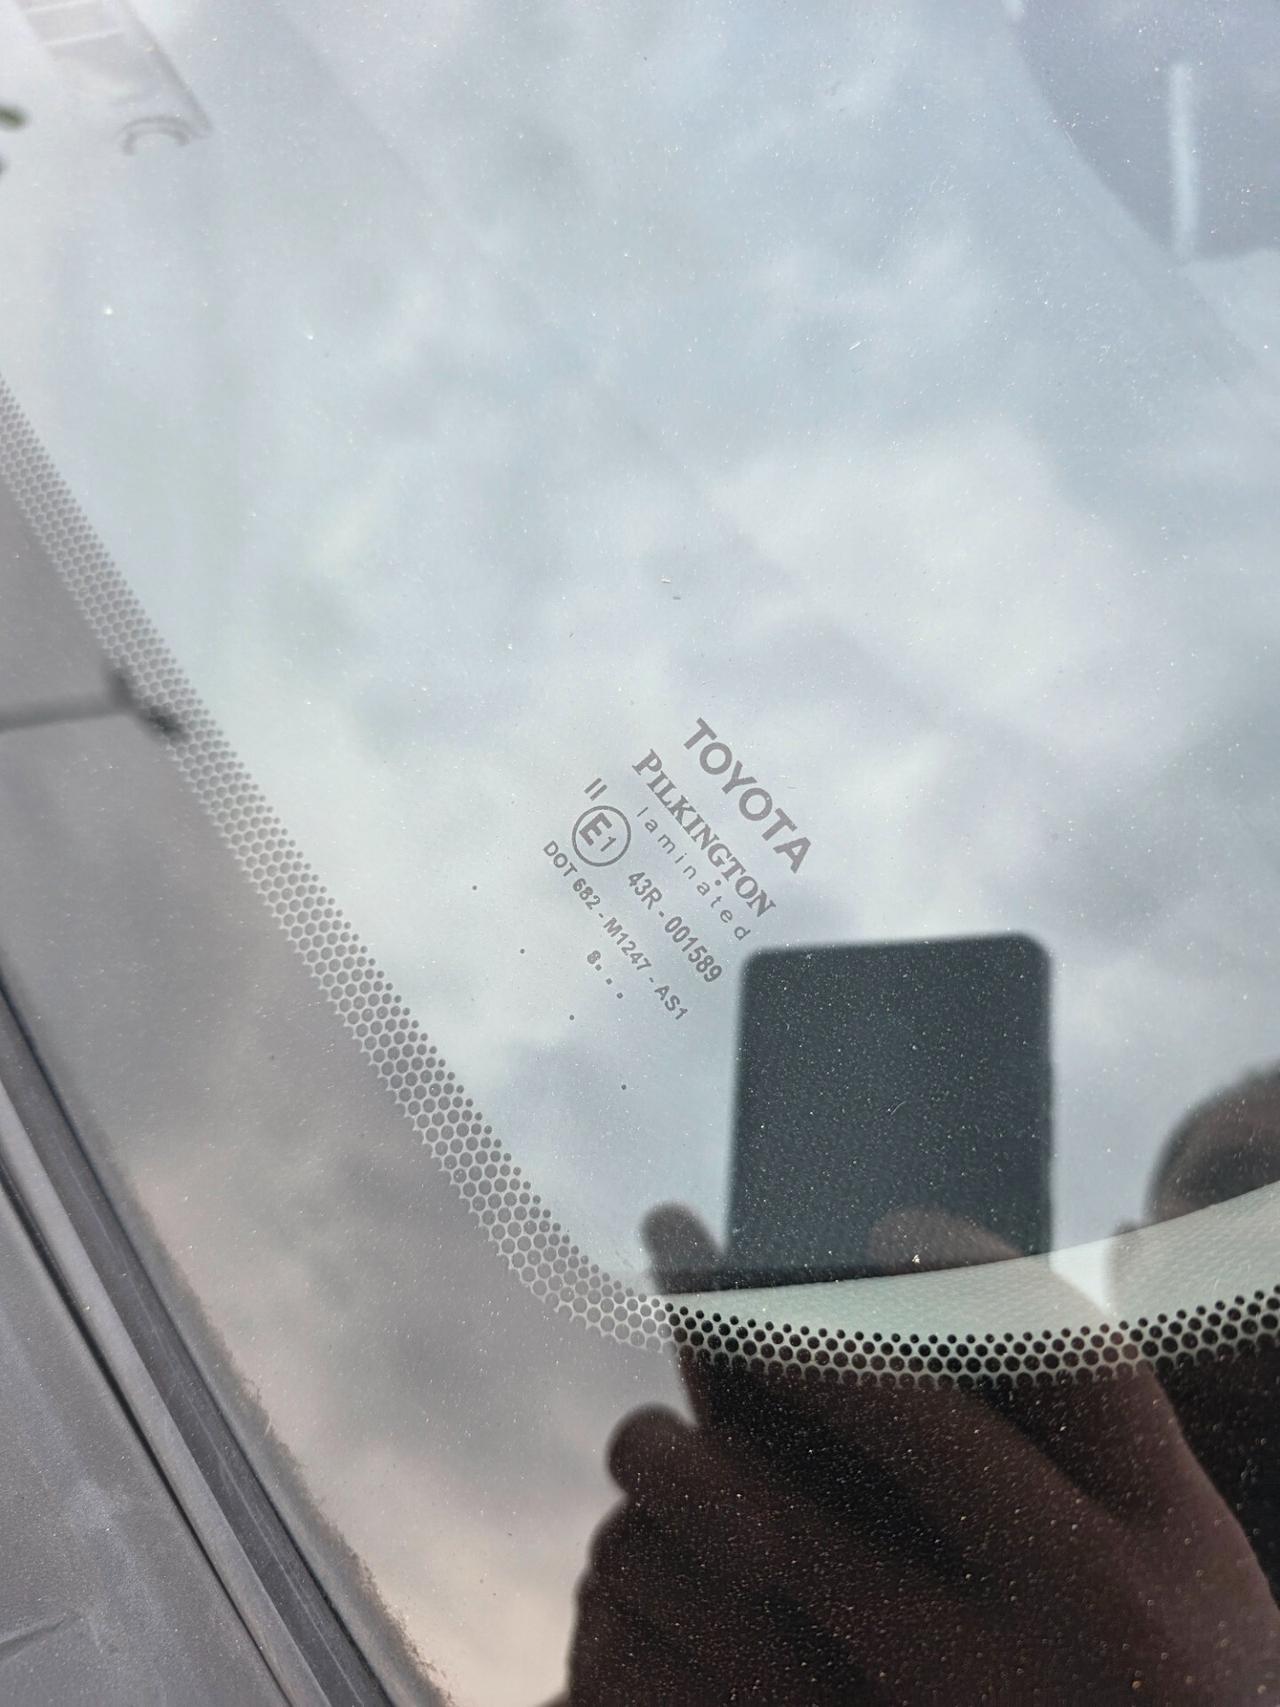 TOYOTA
PILKINGTON
laminated
II
E1
43R - 001589
DOT 682 - M1247 - AS1
8....